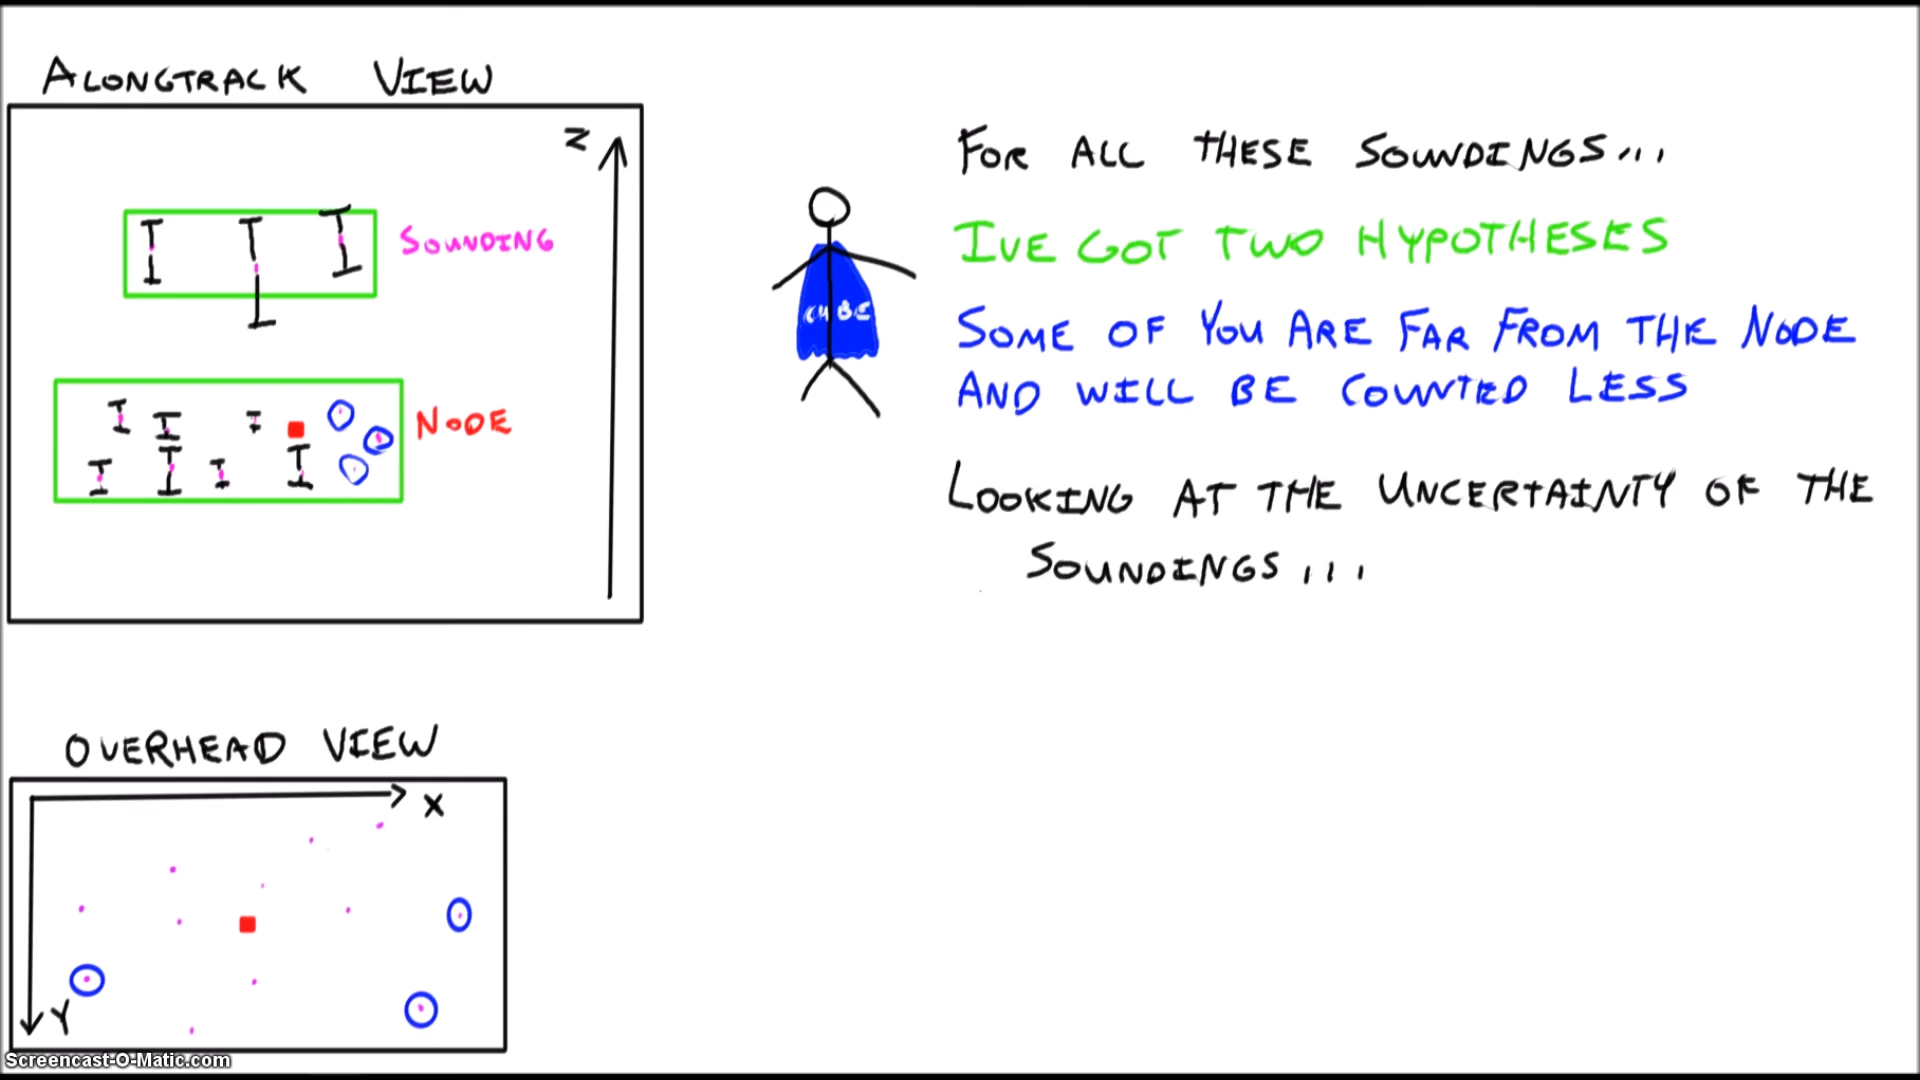 ALONGTRACK VIEW
Z
SOUNDING
NODE
CUBE
FOR ALL THESE SOUNDINGS...
IVE GOT TWO HYPOTHESES
SOME OF YOU ARE FAR FROM THE NODE
AND WILL BE COUNTED LESS
LOOKING AT THE UNCERTAINTY OF THE
SOUNDINGS...
OVERHEAD VIEW
X
Y
Screencast-O-Matic.com